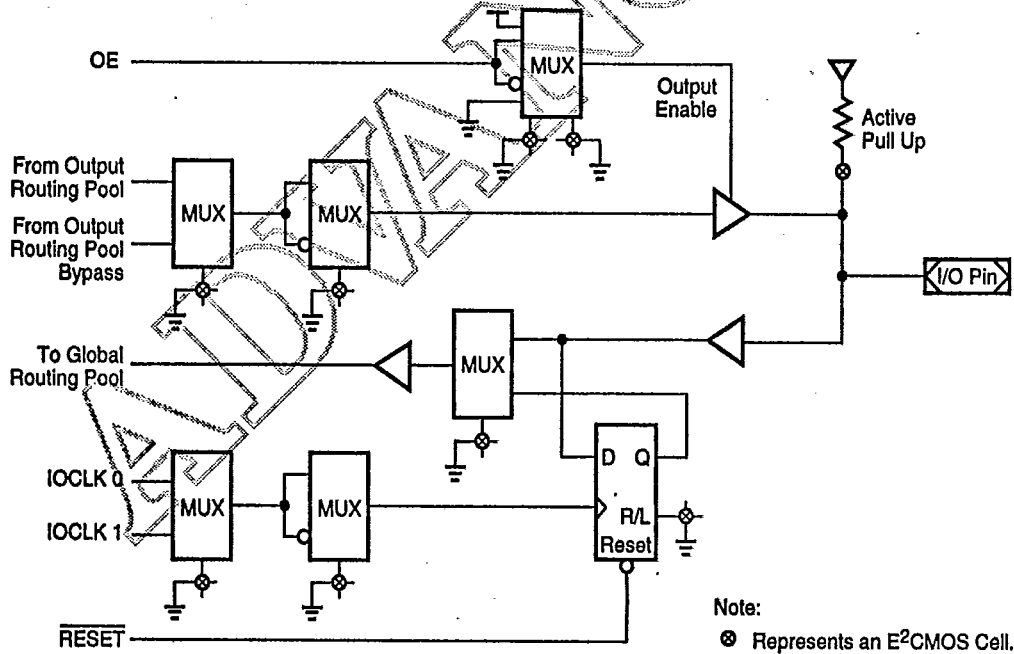 OE
MUX
Output
Enable
Active
Pull Up
From Output
Routing Pool
MUX
MUX
From Output
Routing Pool
Bypass
I/O Pin
To Global
Routing Pool
MUX
D Q
IOCLK 0
MUX
MUX
IOCLK 1
R/L
Reset
RESET
Note:
⊗ Represents an E²CMOS Cell.
ADVA